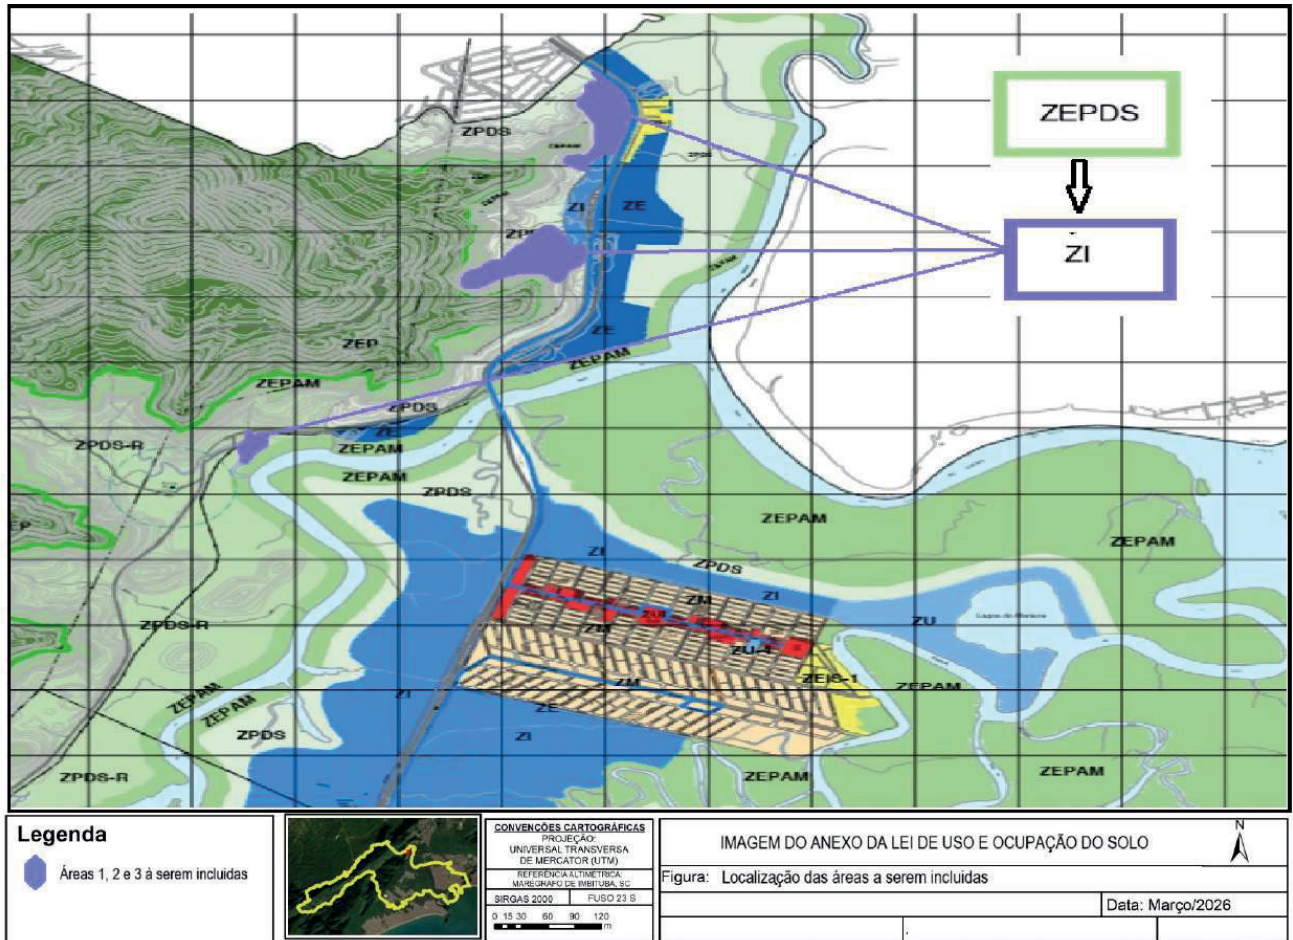 ZEPDS
ZI
ZPDS
ZEPAM
ZI
ZE
ZE
ZEP
ZEPAM
ZEPAM
ZPDS
ZPDS-R
ZEPAM
ZEPAM
ZPDS
ZEPAM
ZEPAM
ZI
ZPDS
ZI
ZM
ZU
ZPDS-R
ZM
ZU-1
ZEIS-1
ZEPAM
ZEPAM
ZEPAM
ZM
ZI
ZE
ZPDS
ZI
ZPDS-R
ZEPAM
ZEPAM
Legenda
Áreas 1, 2 e 3 à serem incluidas
CONVENÇÕES CARTOGRÁFICAS
PROJEÇÃO:
UNIVERSAL TRANSVERSA
DE MERCATOR (UTM)
REFERÊNCIA ALTIMÉTRICA:
MAREGRAFO DE IMBITUBA, SC
SIRGAS 2000 FUSO 23 S
0 15 30 60 90 120
m
IMAGEM DO ANEXO DA LEI DE USO E OCUPAÇÃO DO SOLO
N
Figura: Localização das áreas a serem incluidas
Data: Março/2026